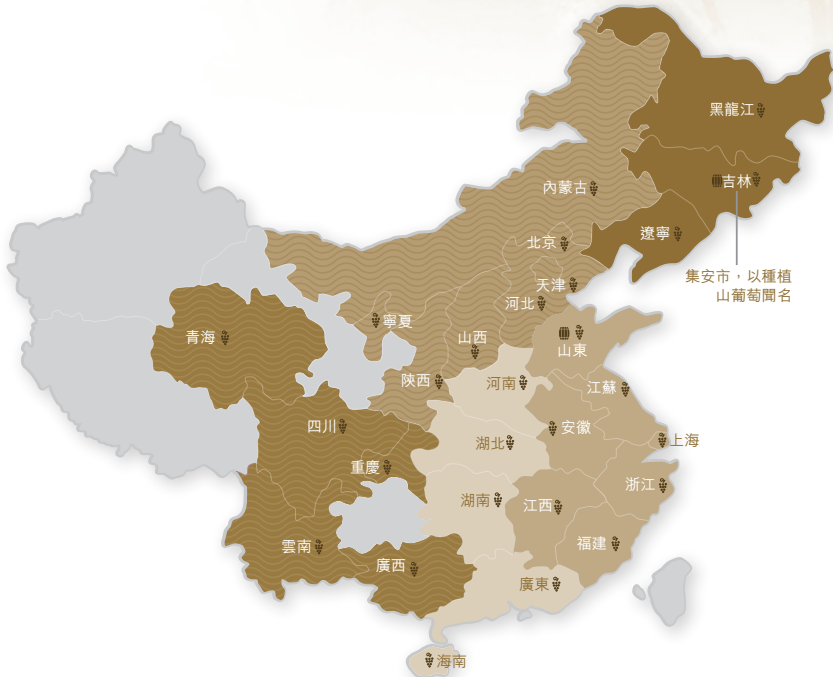 黑龍江
吉林
內蒙古
遼寧
北京
集安市，以種植
山葡萄聞名
天津
河北
寧夏
青海
山西
山東
陝西
河南
江蘇
四川
安徽
湖北
上海
重慶
浙江
湖南
江西
雲南
福建
廣西
廣東
海南